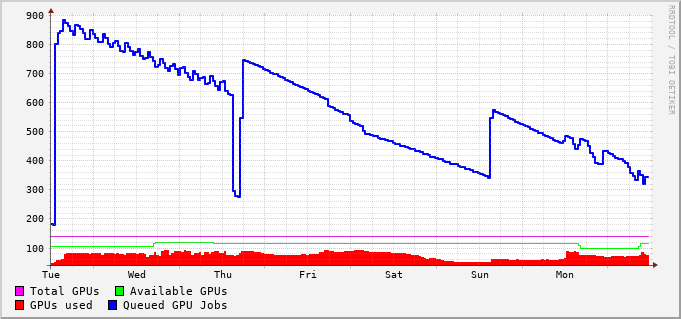 900
800
700
600
500
400
300
200
100
Tue Wed Thu Fri Sat Sun Mon
Total GPUs Available GPUs
GPUs used Queued GPU Jobs
RRDTOOL / TOBI OETIKER